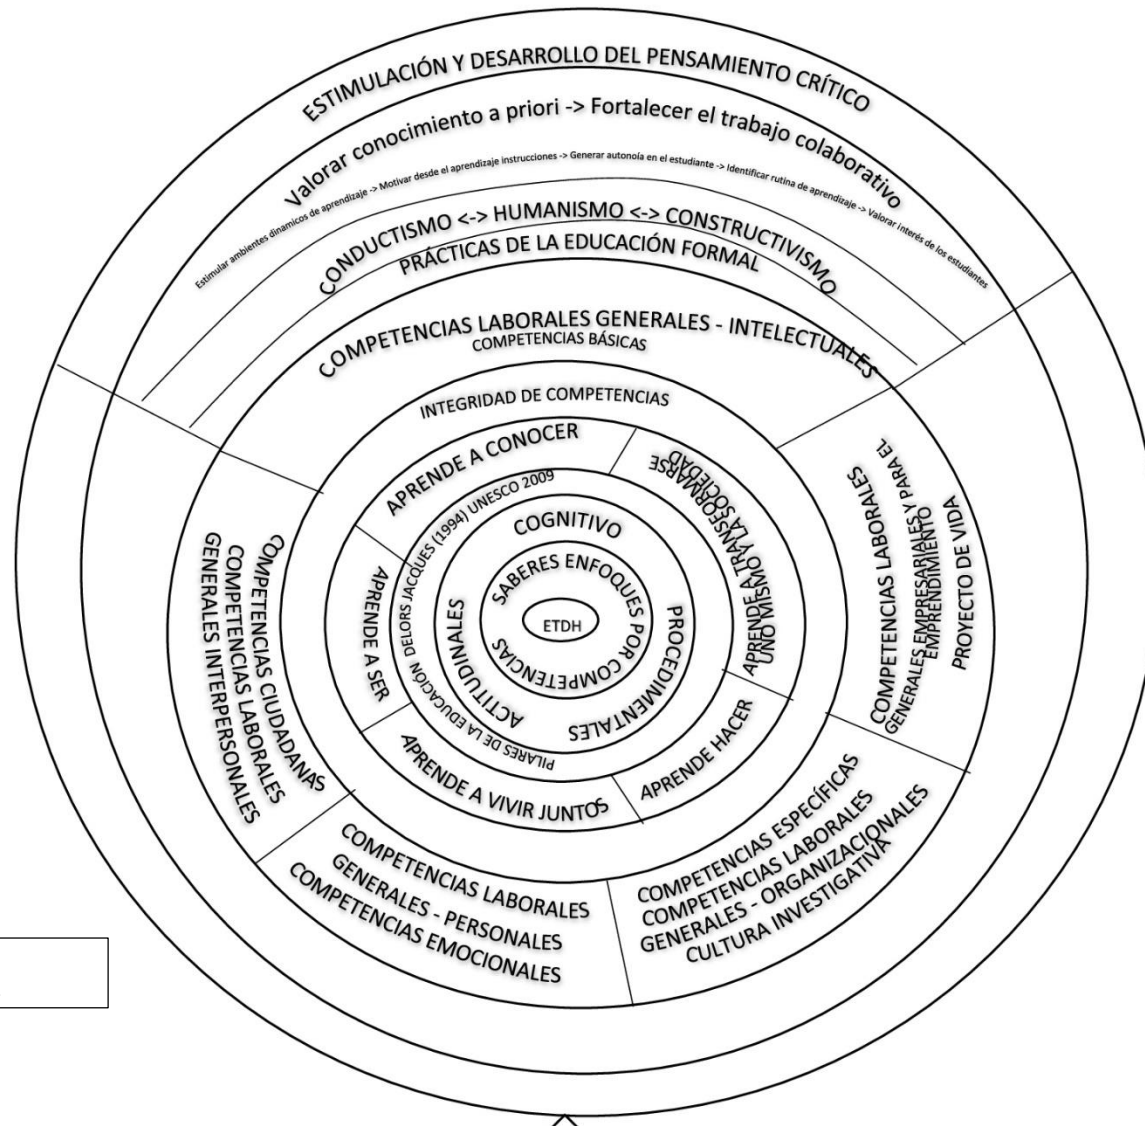 ESTIMULACIÓN Y DESARROLLO DEL PENSAMIENTO CRÍTICO
Valorar conocimiento a priori -> Fortalecer el trabajo colaborativo
Estimular ambientes dinamicos de aprendizaje -> Motivar desde el aprendizaje instrucciones -> Generar autonoía en el estudiante -> Identificar rutina de aprendizaje -> Valorar interés de los estudiantes
CONDUCTISMO <-> HUMANISMO <-> CONSTRUCTIVISMO
PRÁCTICAS DE LA EDUCACIÓN FORMAL
COMPETENCIAS LABORALES GENERALES - INTELECTUALES
COMPETENCIAS BÁSICAS
INTEGRIDAD DE COMPETENCIAS
APRENDE A CONOCER
APRENDE A TRANSFORMARSE
UNO MISMO Y LA SOCIEDAD
APRENDE HACER
APRENDE A VIVIR JUNTOS
APRENDE A SER
PILARES DE LA EDUCACIÓN DELORS JACQUES (1994) UNESCO 2009
COGNITIVO
PROCEDIMENTALES
ACTITUDINALES
SABERES ENFOQUES POR COMPETENCIAS
ETDH
COMPETENCIAS LABORALES
GENERALES EMPRESARIALES Y PARA EL
EMPRENDIMIENTO
PROYECTO DE VIDA
COMPETENCIAS ESPECÍFICAS
COMPETENCIAS LABORALES
GENERALES - ORGANIZACIONALES
CULTURA INVESTIGATIVA
COMPETENCIAS LABORALES
GENERALES - PERSONALES
COMPETENCIAS EMOCIONALES
COMPETENCIAS CIUDADANAS
COMPETENCIAS LABORALES
GENERALES INTERPERSONALES